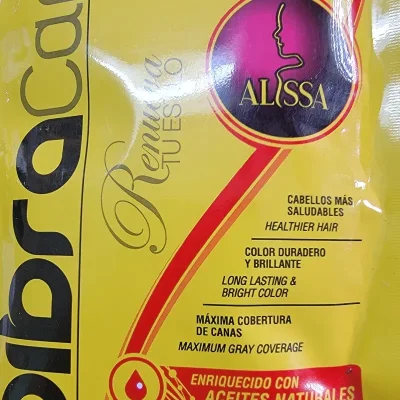 Renueva
TU ESTILO
ALISSA
CABELLOS MÁS
SALUDABLES
HEALTHIER HAIR
COLOR DURADERO
Y BRILLANTE
LONG LASTING &
BRIGHT COLOR
MÁXIMA COBERTURA
DE CANAS
MAXIMUM GRAY COVERAGE
ENRIQUECIDO CON
ACEITES NATURALES